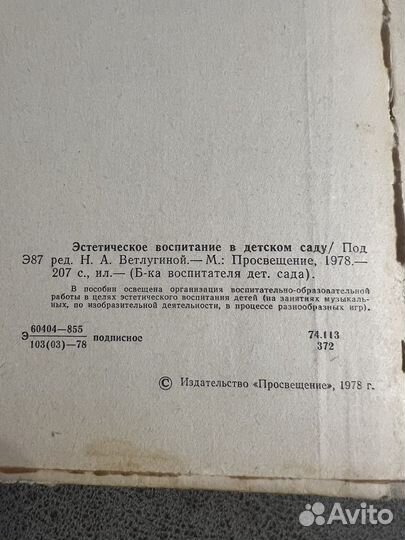 Эстетическое воспитание в детском саду/ Под
Э87 ред. Н. А. Ветлугиной.— М.: Просвещение, 1978.—
207 с., ил.— (Б-ка воспитателя дет. сада).
В пособии освещена организация воспитательно-образовательной
работы в целях эстетического воспитания детей (на занятиях музыкаль-
ных, по изобразительной деятельности, в процессе разнообразных игр).
60404—855
Э
103(03)—78
подписное
74.113
372
© Издательство «Просвещение», 1978 г.
Avito